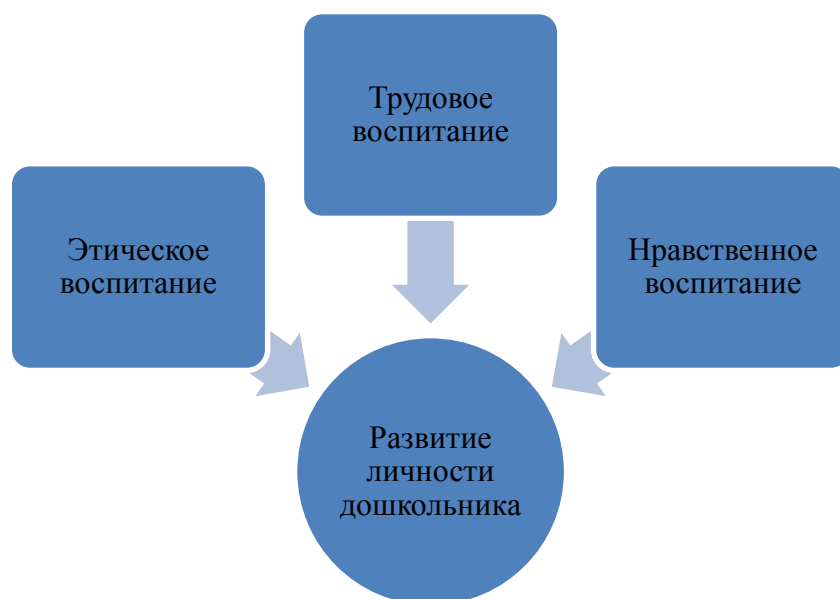 Трудовое
воспитание
Этическое
воспитание
Нравственное
воспитание
Развитие
личности
дошкольника